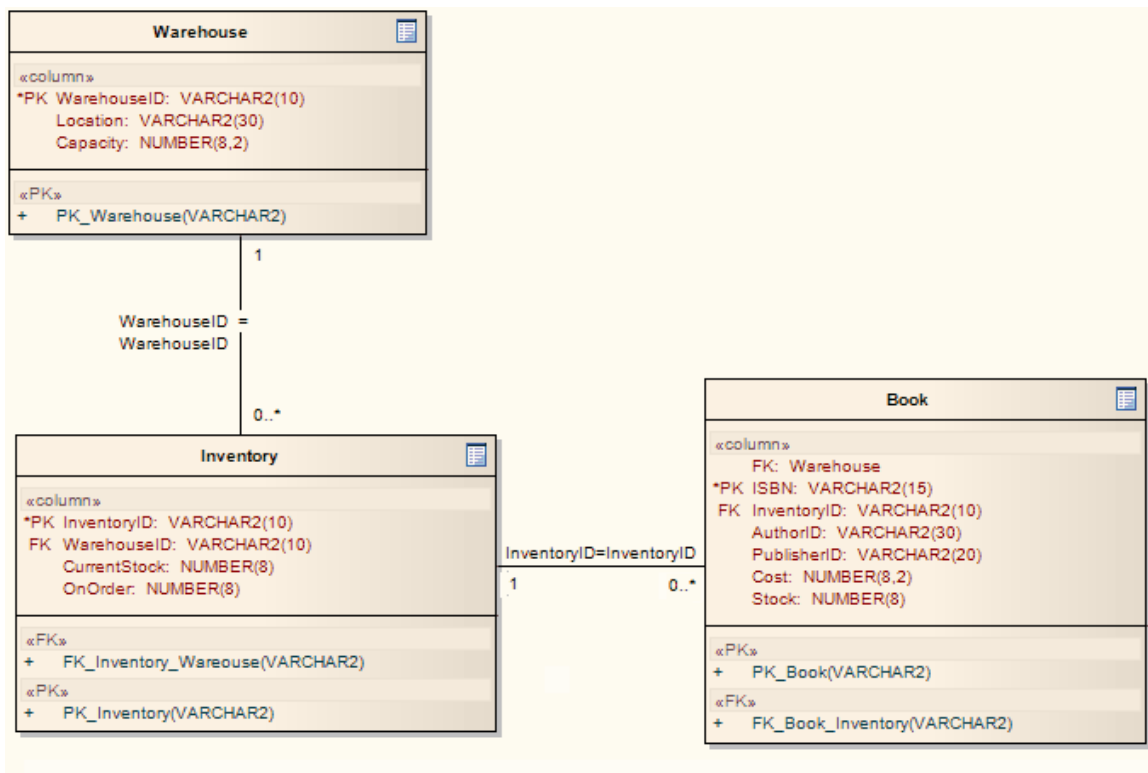 Warehouse
«column»
*PK WarehouseID: VARCHAR2(10)
Location: VARCHAR2(30)
Capacity: NUMBER(8,2)
«PK»
+ PK_Warehouse(VARCHAR2)
1
WarehouseID =
WarehouseID
0..*
Inventory
«column»
*PK InventoryID: VARCHAR2(10)
FK WarehouseID: VARCHAR2(10)
CurrentStock: NUMBER(8)
OnOrder: NUMBER(8)
«FK»
+ FK_Inventory_Wareouse(VARCHAR2)
«PK»
+ PK_Inventory(VARCHAR2)
InventoryID=InventoryID
1
0..*
Book
«column»
FK: Warehouse
*PK ISBN: VARCHAR2(15)
FK InventoryID: VARCHAR2(10)
AuthorID: VARCHAR2(30)
PublisherID: VARCHAR2(20)
Cost: NUMBER(8,2)
Stock: NUMBER(8)
«PK»
+ PK_Book(VARCHAR2)
«FK»
+ FK_Book_Inventory(VARCHAR2)